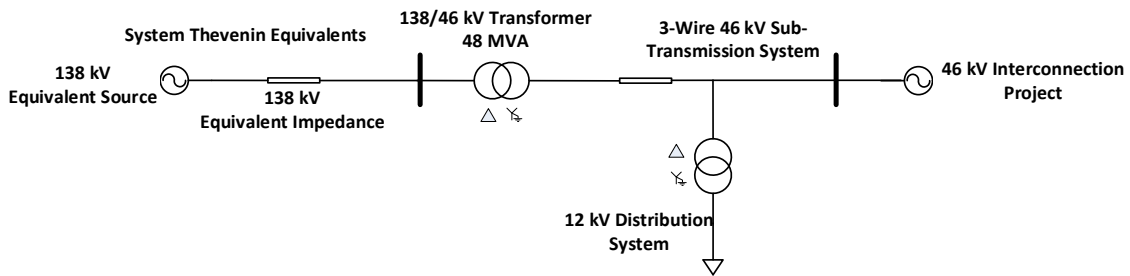 System Thevenin Equivalents
138 kV
Equivalent Source
138 kV
Equivalent Impedance
138/46 kV Transformer
48 MVA
3-Wire 46 kV Sub-
Transmission System
46 kV Interconnection
Project
12 kV Distribution
System